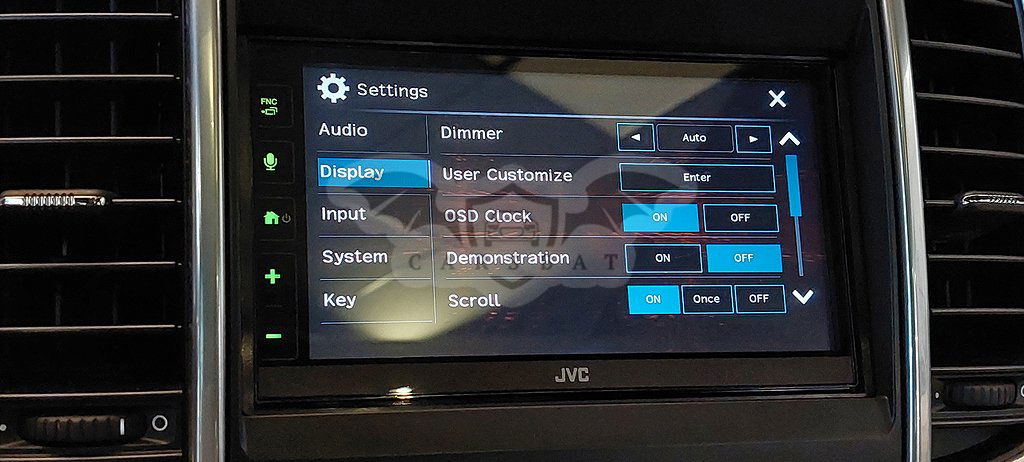 FNC
Settings
Audio
Dimmer
Auto
Display
User Customize
Enter
Input
OSD Clock
ON
OFF
System
Demonstration
ON
OFF
Key
Scroll
ON
Once
OFF
CARSBAT
JVC